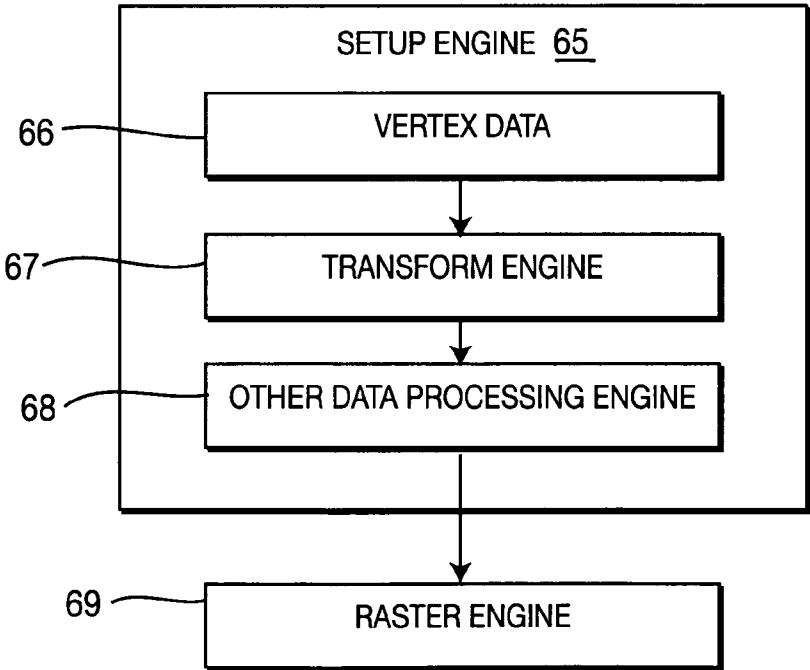 SETUP ENGINE 65
66
VERTEX DATA
67
TRANSFORM ENGINE
68
OTHER DATA PROCESSING ENGINE
69
RASTER ENGINE